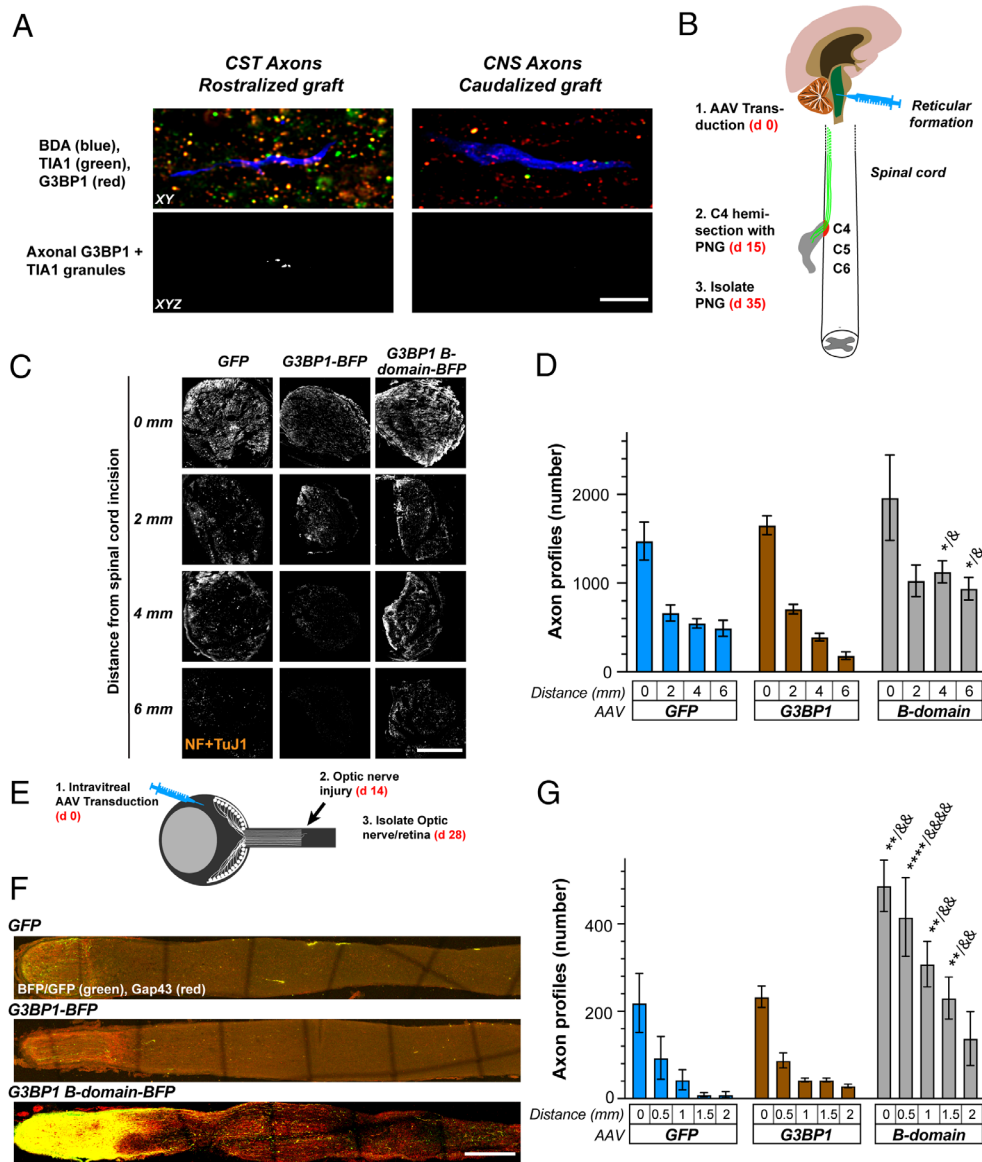 A
CST Axons
Rostralized graft
CNS Axons
Caudalized graft
BDA (blue),
TIA1 (green),
G3BP1 (red)
XY
Axonal G3BP1 +
TIA1 granules
XYZ
B
1. AAV Trans-
duction (d 0)
Reticular
formation
Spinal cord
2. C4 hemi-
section with
PNG (d 15)
C4
C5
C6
3. Isolate
PNG (d 35)
C
GFP
G3BP1-BFP
G3BP1 B-
domain-BFP
Distance from spinal cord incision
0 mm
2 mm
4 mm
6 mm
NF+TuJ1
D
Axon profiles (number)
2000
1000
0
*/&
*/&
Distance (mm)
0 2 4 6
0 2 4 6
0 2 4 6
AAV
GFP
G3BP1
B-domain
E
1. Intravitreal
AAV Transduction
(d 0)
2. Optic nerve
injury (d 14)
3. Isolate Optic
nerve/retina (d 28)
F
GFP
BFP/GFP (green), Gap43 (red)
G3BP1-BFP
G3BP1 B-domain-BFP
G
Axon profiles (number)
400
200
0
**/&&
****/&&&&
**/&&
**/&&
Distance (mm)
0 0.5 1 1.5 2
0 0.5 1 1.5 2
0 0.5 1 1.5 2
AAV
GFP
G3BP1
B-domain